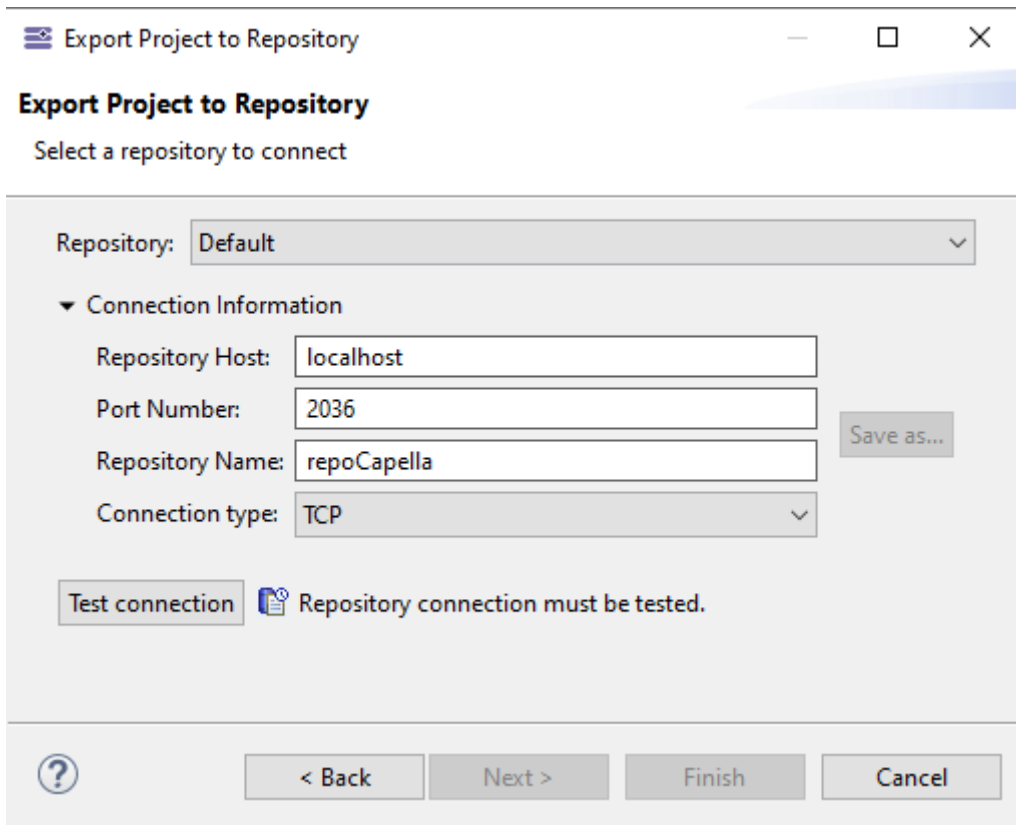 Export Project to Repository
Export Project to Repository
Select a repository to connect
Repository: Default
Connection Information
Repository Host: localhost
Port Number: 2036
Save as...
Repository Name: repoCapella
Connection type: TCP
Test connection Repository connection must be tested.
? < Back Next > Finish Cancel